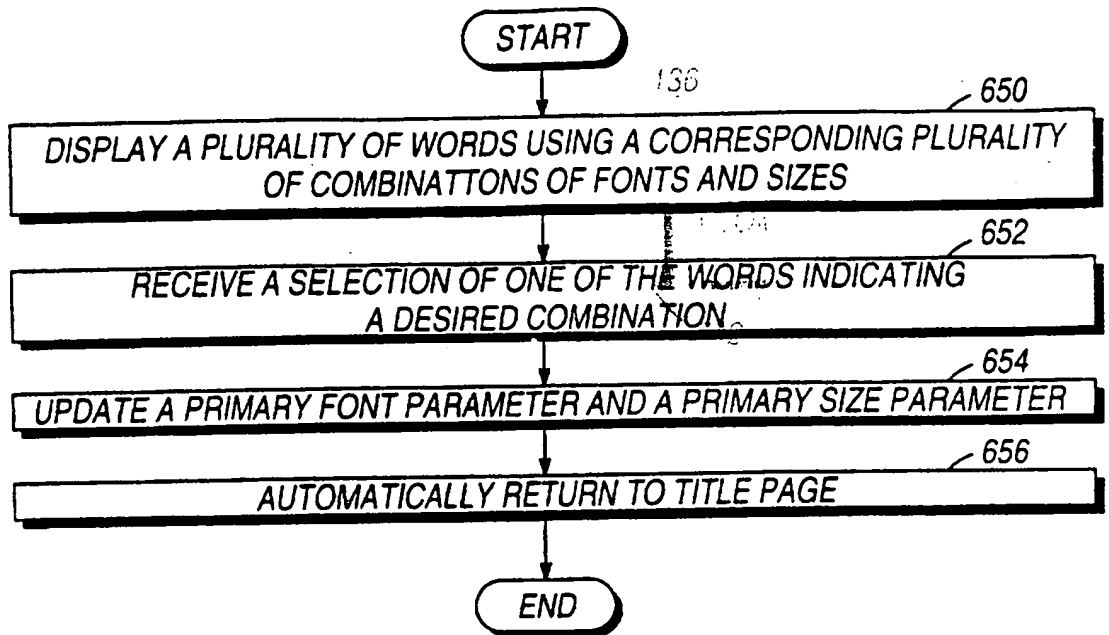 START
136
650
DISPLAY A PLURALITY OF WORDS USING A CORRESPONDING PLURALITY
OF COMBINATTONS OF FONTS AND SIZES
652
RECEIVE A SELECTION OF ONE OF THE WORDS INDICATING
A DESIRED COMBINATION
654
UPDATE A PRIMARY FONT PARAMETER AND A PRIMARY SIZE PARAMETER
656
AUTOMATICALLY RETURN TO TITLE PAGE
END